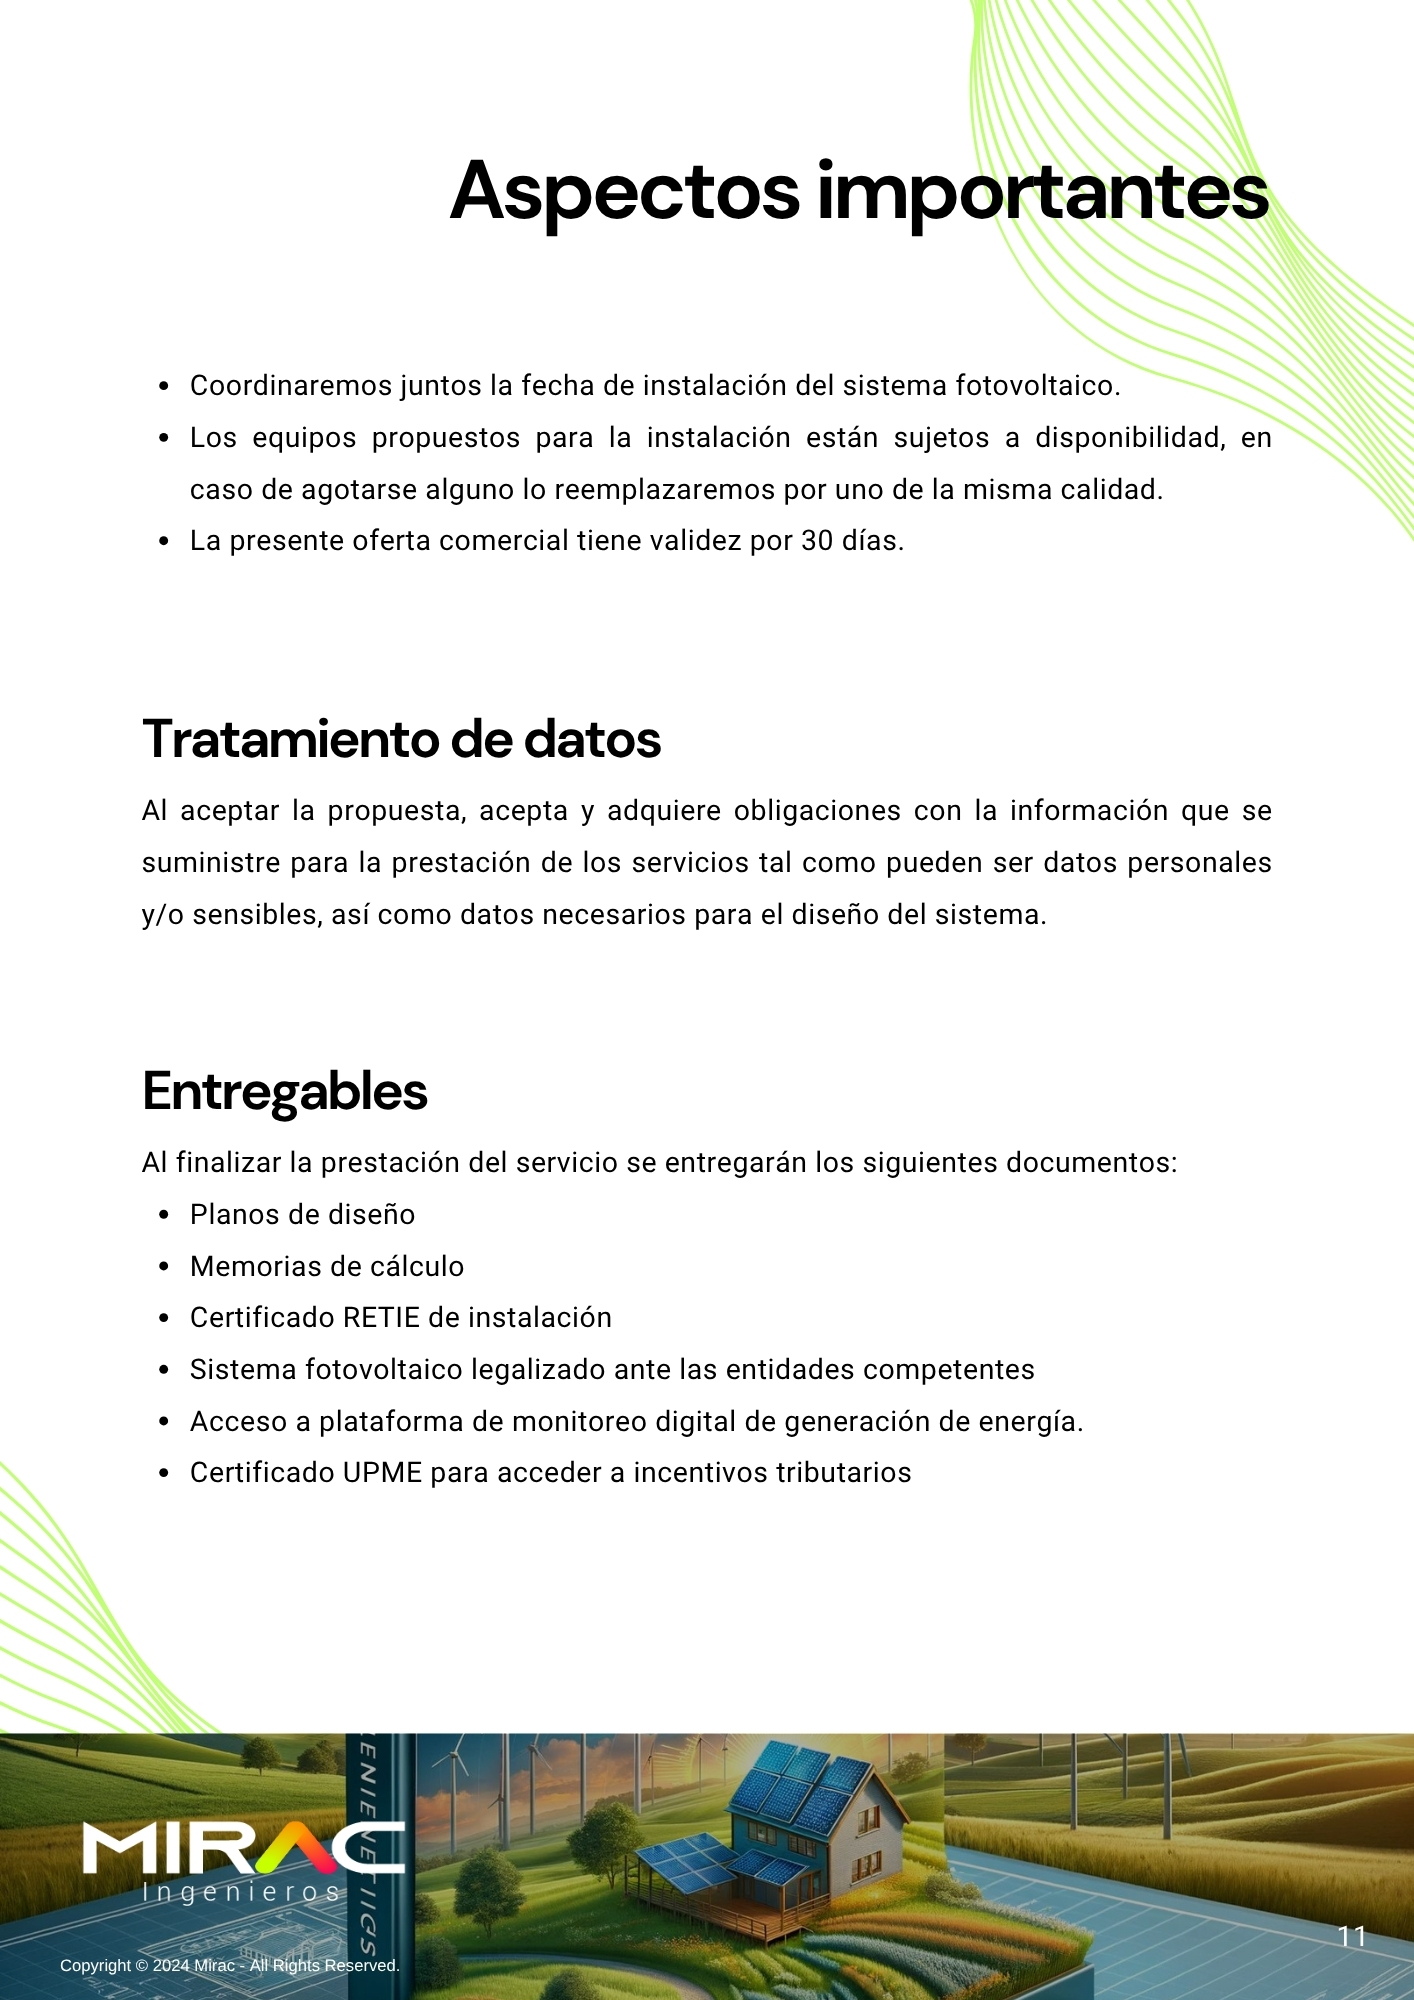 Aspectos importantes
• Coordinaremos juntos la fecha de instalación del sistema fotovoltaico.
• Los equipos propuestos para la instalación están sujetos a disponibilidad, en
caso de agotarse alguno lo reemplazaremos por uno de la misma calidad.
• La presente oferta comercial tiene validez por 30 días.
Tratamiento de datos
Al aceptar la propuesta, acepta y adquiere obligaciones con la información que se
suministre para la prestación de los servicios tal como pueden ser datos personales
y/o sensibles, así como datos necesarios para el diseño del sistema.
Entregables
Al finalizar la prestación del servicio se entregarán los siguientes documentos:
• Planos de diseño
• Memorias de cálculo
• Certificado RETIE de instalación
• Sistema fotovoltaico legalizado ante las entidades competentes
• Acceso a plataforma de monitoreo digital de generación de energía.
• Certificado UPME para acceder a incentivos tributarios
MIRAC
Ingenieros
Copyright © 2024 Mirac - All Rights Reserved.
11